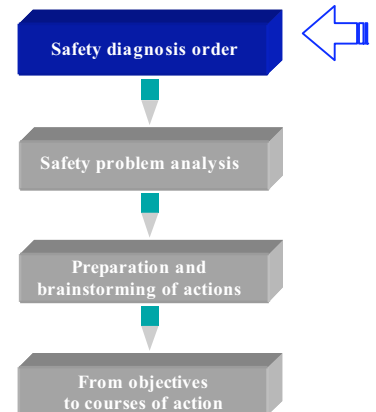 Safety diagnosis order
Safety problem analysis
Preparation and
brainstorming of actions
From objectives
to courses of action